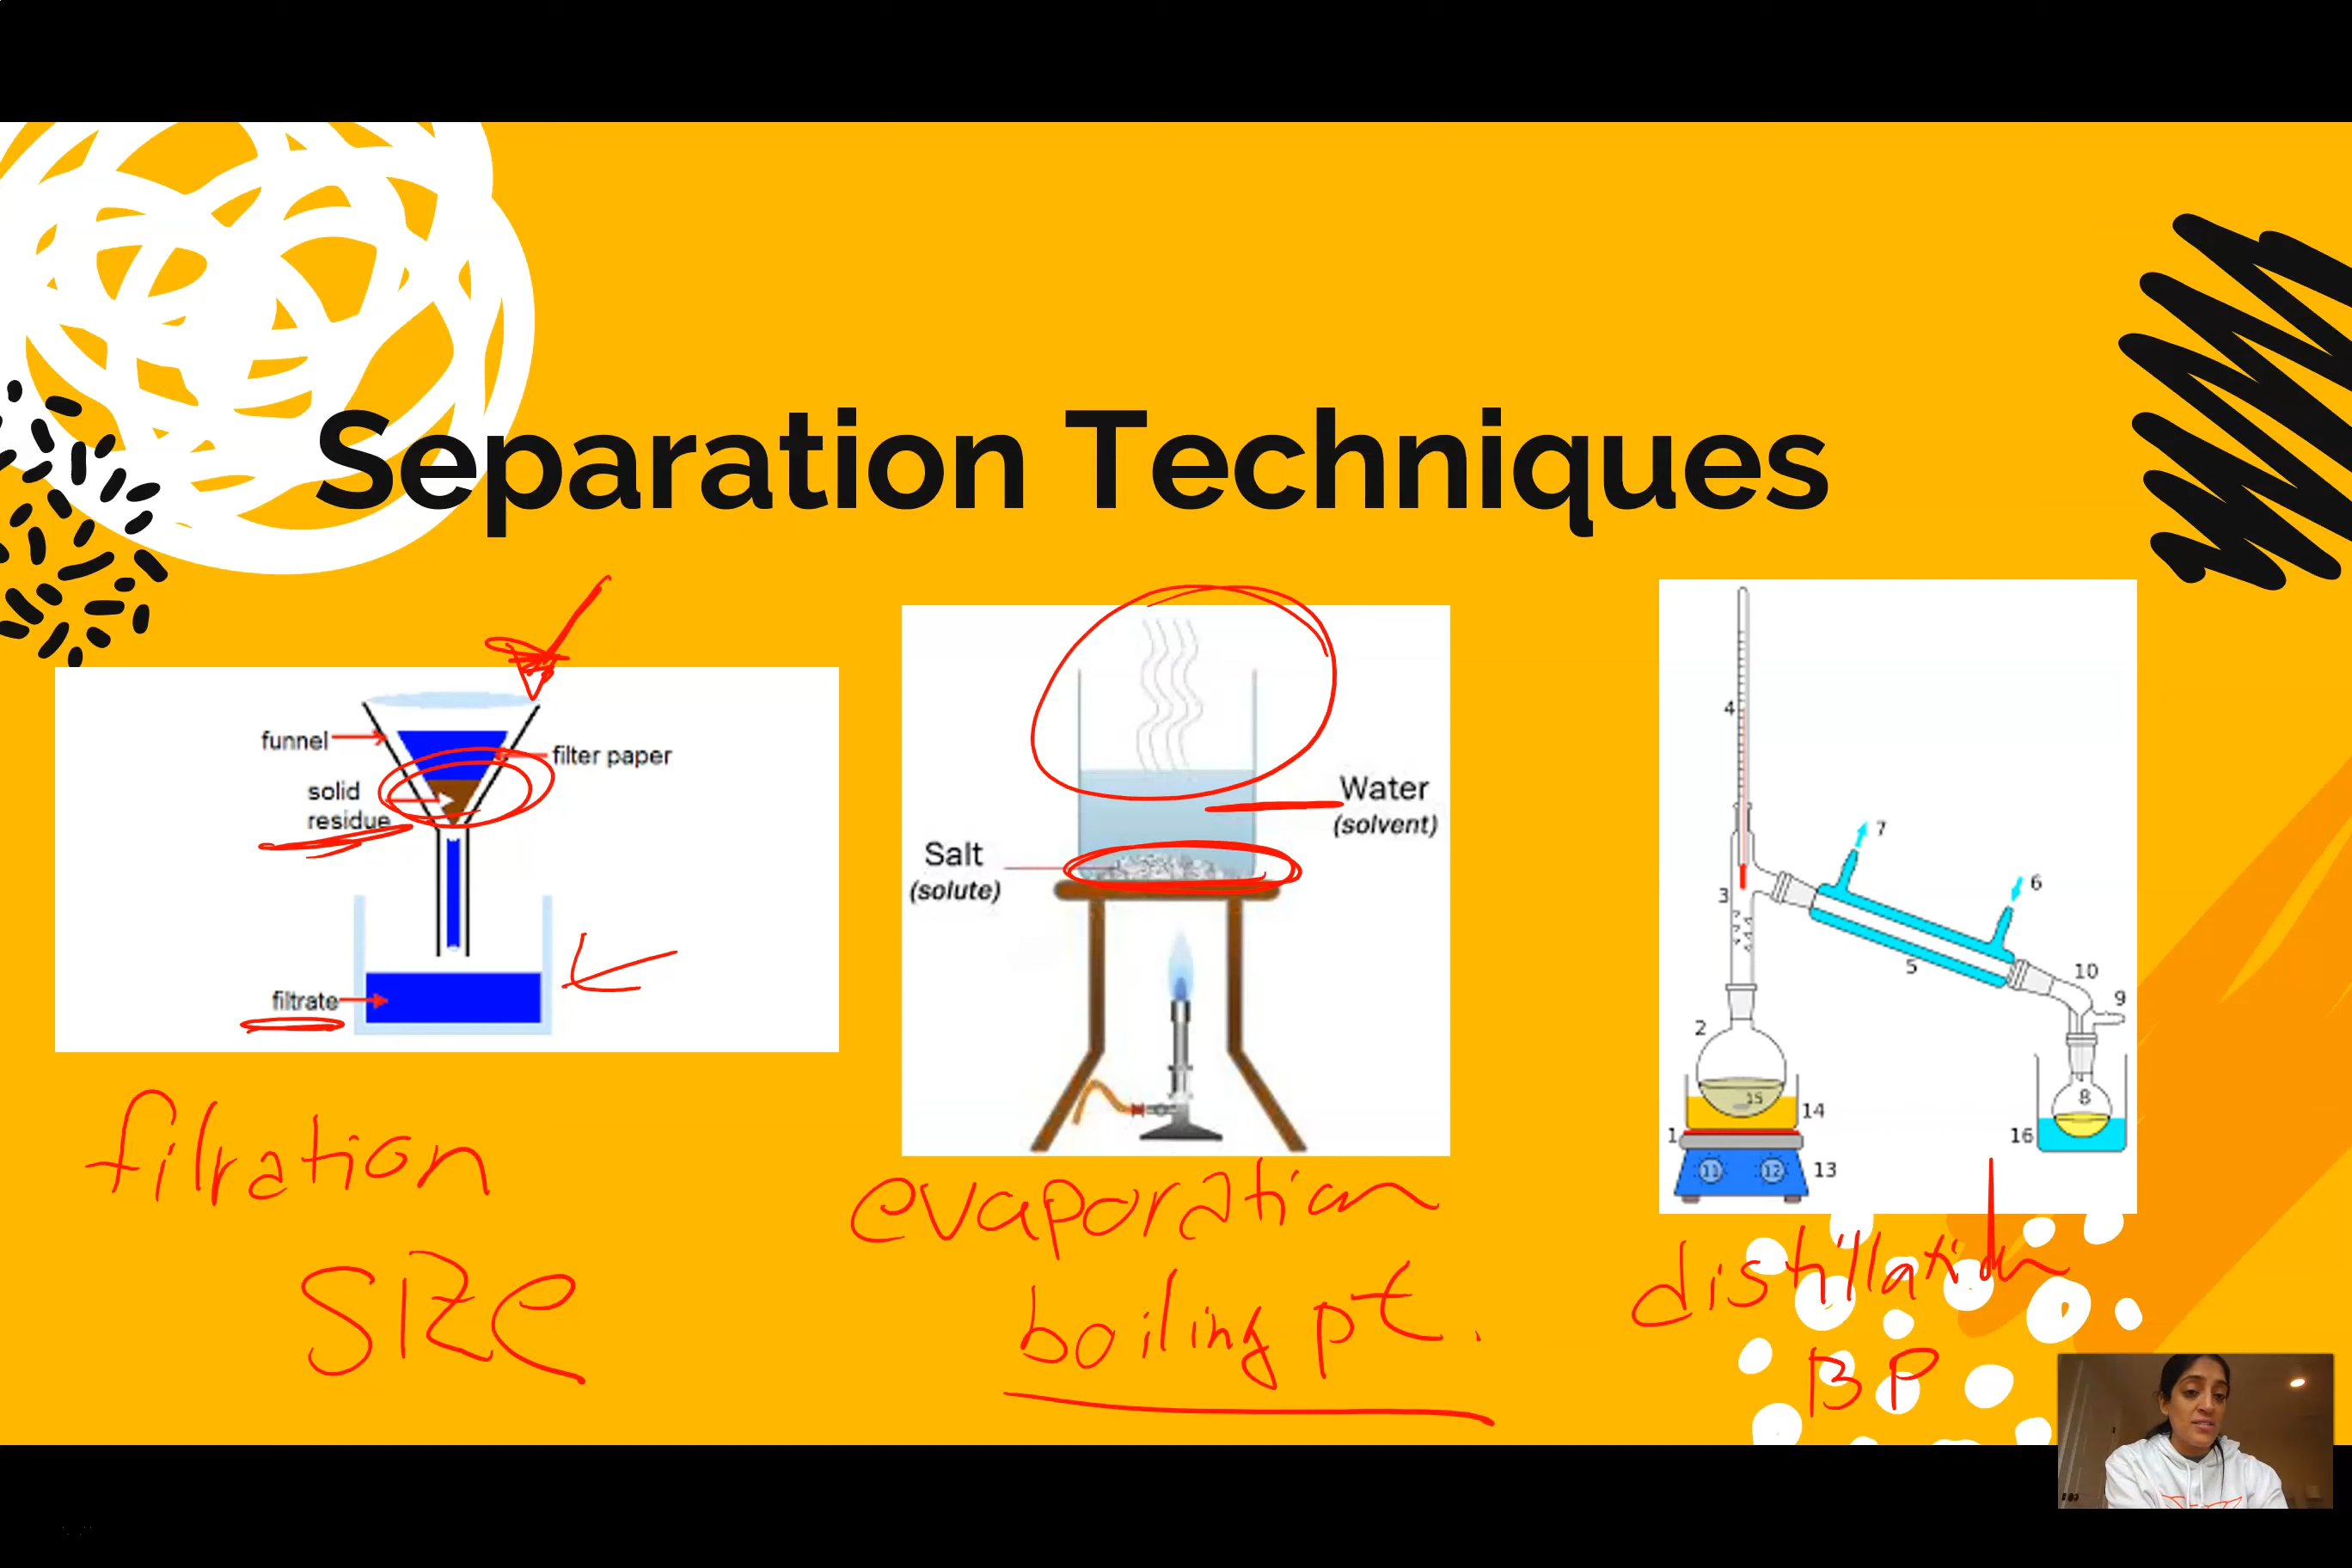 Separation Techniques
funnel
filter paper
solid
residue
filtrate
filtration
SIZe
Water
(solvent)
Salt
(solute)
evaporation
boiling pt.
4
7
6
3
5
10
9
2
15
8
14
16
1
11
12
13
distillation
BP